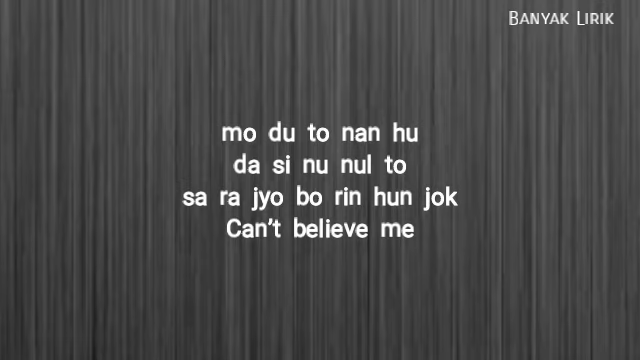 Banyak Lirik
mo du to nan hu
da si nu nul to
sa ra jyo bo rin hun jok
Can't believe me